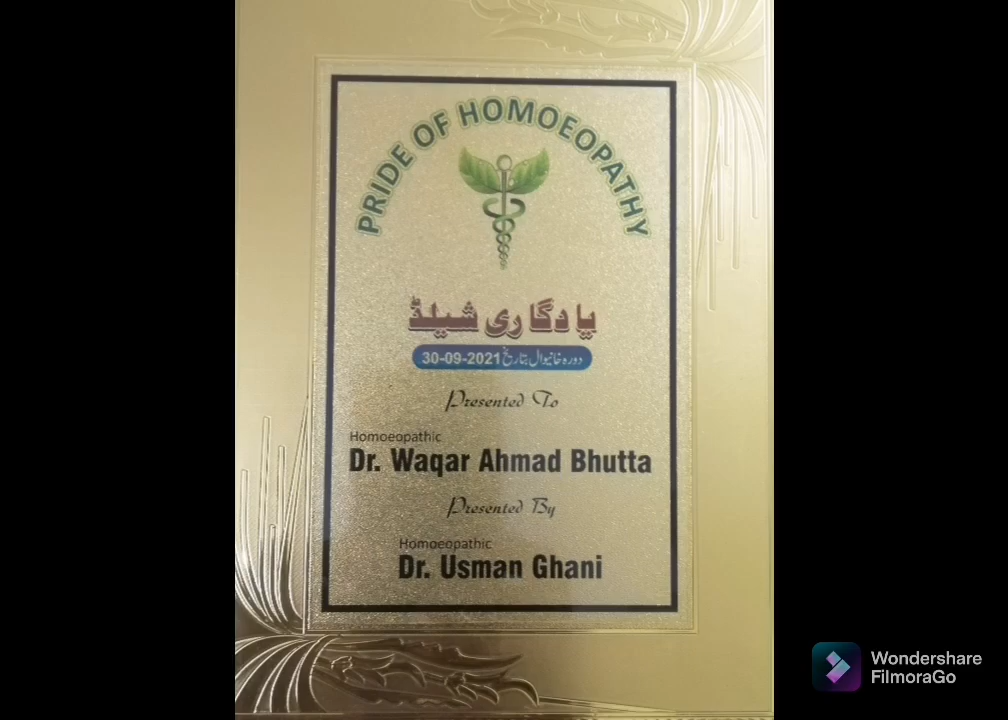 PRIDE OF HOMOEOPATHY
یادگاری شیلڈ
دورہ خانیوال بتاریخ 30-09-2021
Presented To
Homoeopathic
Dr. Waqar Ahmad Bhutta
Presented By
Homoeopathic
Dr. Usman Ghani
Wondershare
FilmoraGo